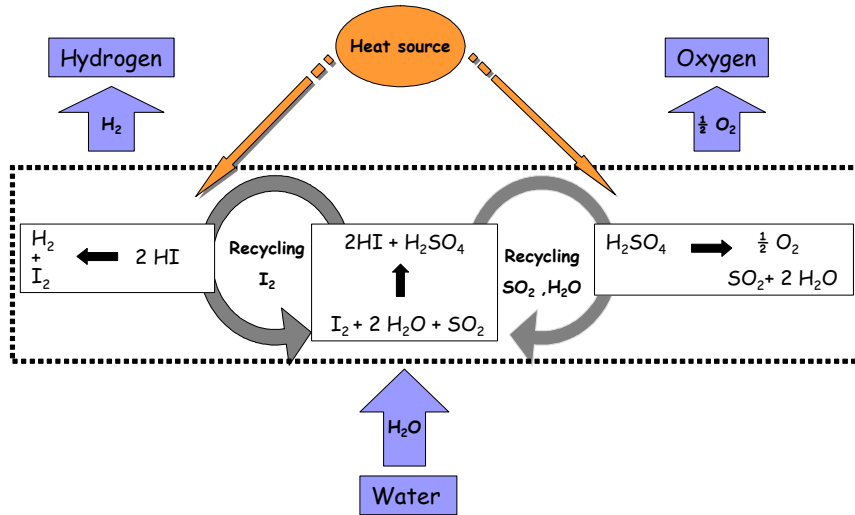 Heat source
Hydrogen
Oxygen
H₂
½ O₂
H₂
+
I₂
2 HI
Recycling
I₂
2HI + H₂SO₄
I₂ + 2 H₂O + SO₂
Recycling
SO₂ ,H₂O
H₂SO₄
½ O₂
SO₂+ 2 H₂O
H₂O
Water